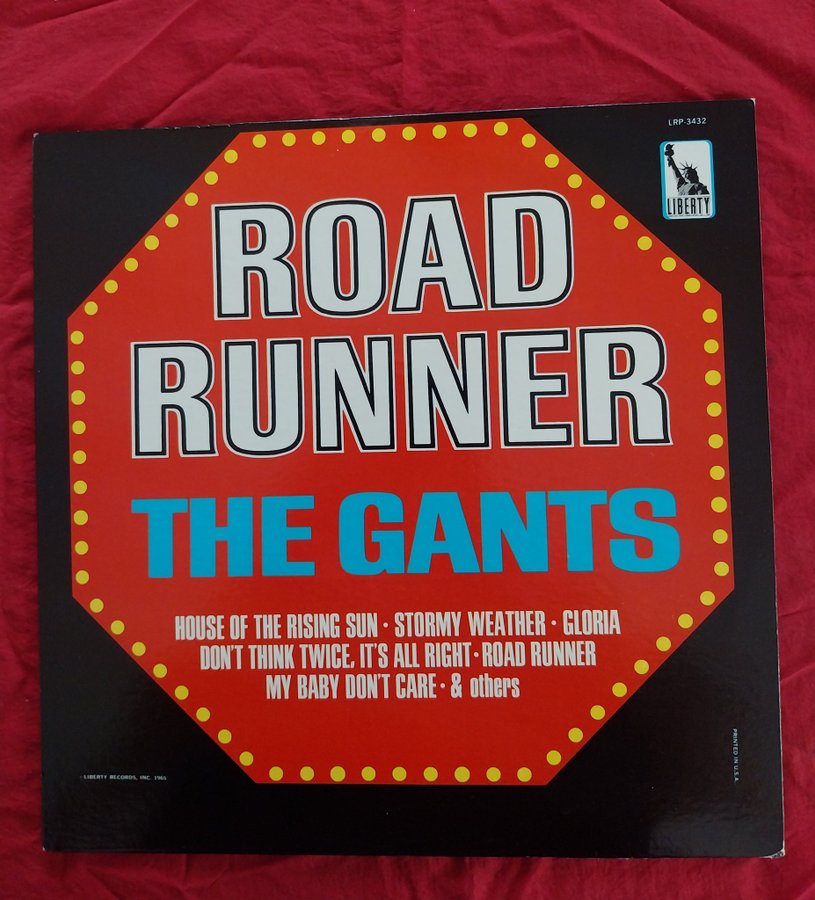 LRP-3432
LIBERTY
ROAD
RUNNER
THE GANTS
HOUSE OF THE RISING SUN · STORMY WEATHER · GLORIA
DON'T THINK TWICE, IT'S ALL RIGHT · ROAD RUNNER
MY BABY DON'T CARE · & others
PRINTED IN U.S.A.
LIBERTY RECORDS, INC. 1965